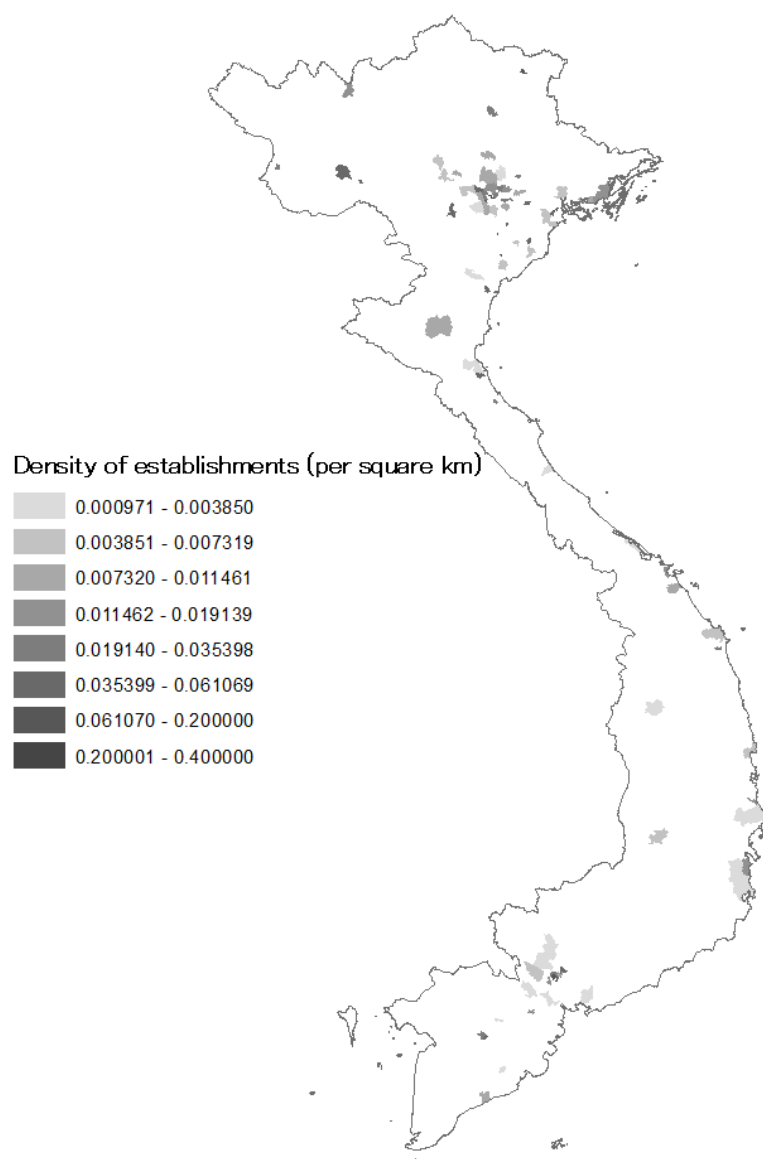 Density of establishments (per square km)
0.000971 - 0.003850
0.003851 - 0.007319
0.007320 - 0.011461
0.011462 - 0.019139
0.019140 - 0.035398
0.035399 - 0.061069
0.061070 - 0.200000
0.200001 - 0.400000